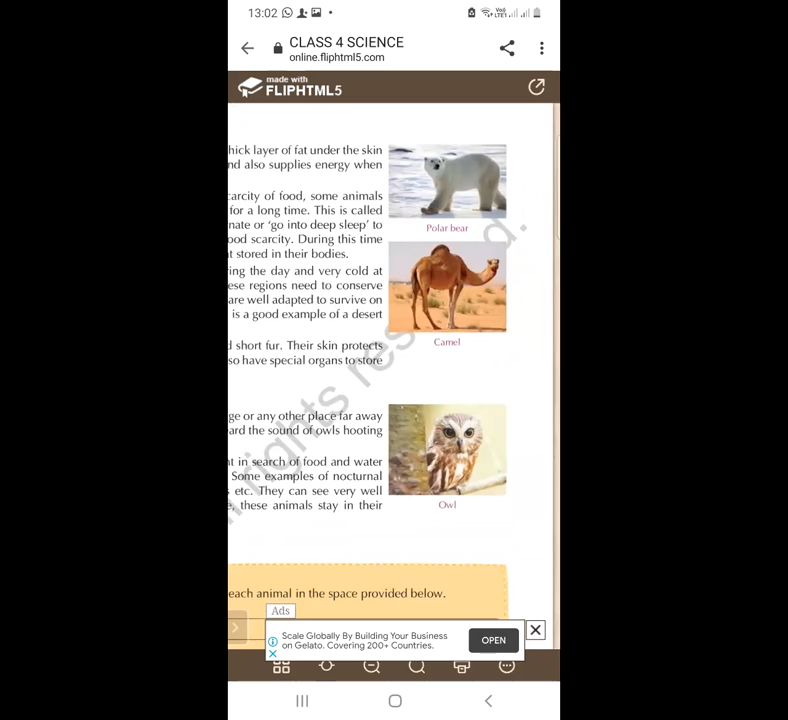 13:02
Vo)
LTE1
CLASS 4 SCIENCE
online.fliphtml5.com
made with
FLIPHTML5
hick layer of fat under the skin
nd also supplies energy when
carcity of food, some animals
for a long time. This is called
nate or ‘go into deep sleep’ to
ood scarcity. During this time
t stored in their bodies.
ring the day and very cold at
ese regions need to conserve
are well adapted to survive on
is a good example of a desert
d short fur. Their skin protects
so have special organs to store
Polar bear
Camel
ge or any other place far away
ard the sound of owls hooting
nt in search of food and water
Some examples of nocturnal
s etc. They can see very well
e, these animals stay in their
Owl
rights res
d.
each animal in the space provided below.
Ads
Scale Globally By Building Your Business
on Gelato. Covering 200+ Countries.
OPEN